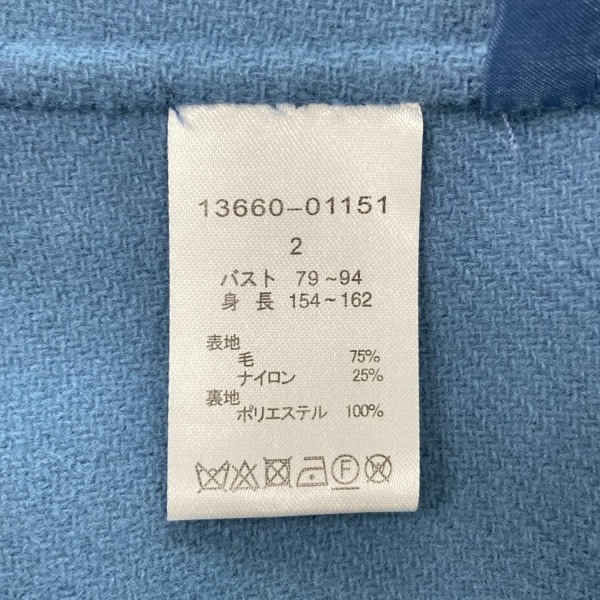 13660-01151
2
バスト 79~94
身 長 154~162
表地
毛 75%
ナイロン 25%
裏地
ポリエステル 100%
F